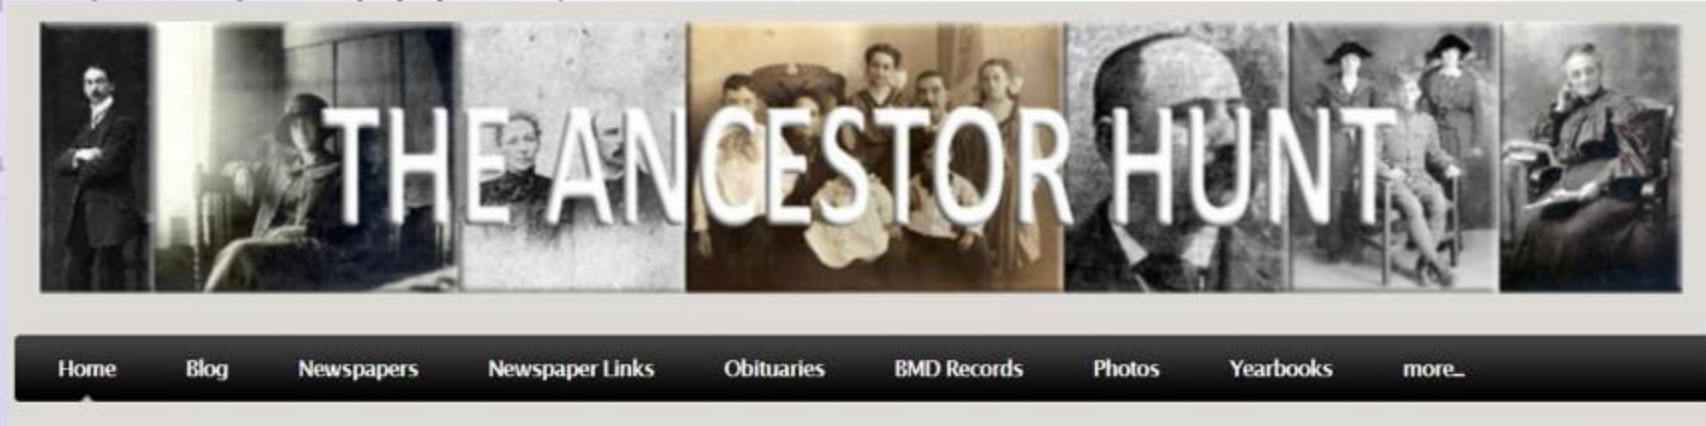 THE ANCESTOR HUNT
Home Blog Newspapers Newspaper Links Obituaries BMD Records Photos Yearbooks more...